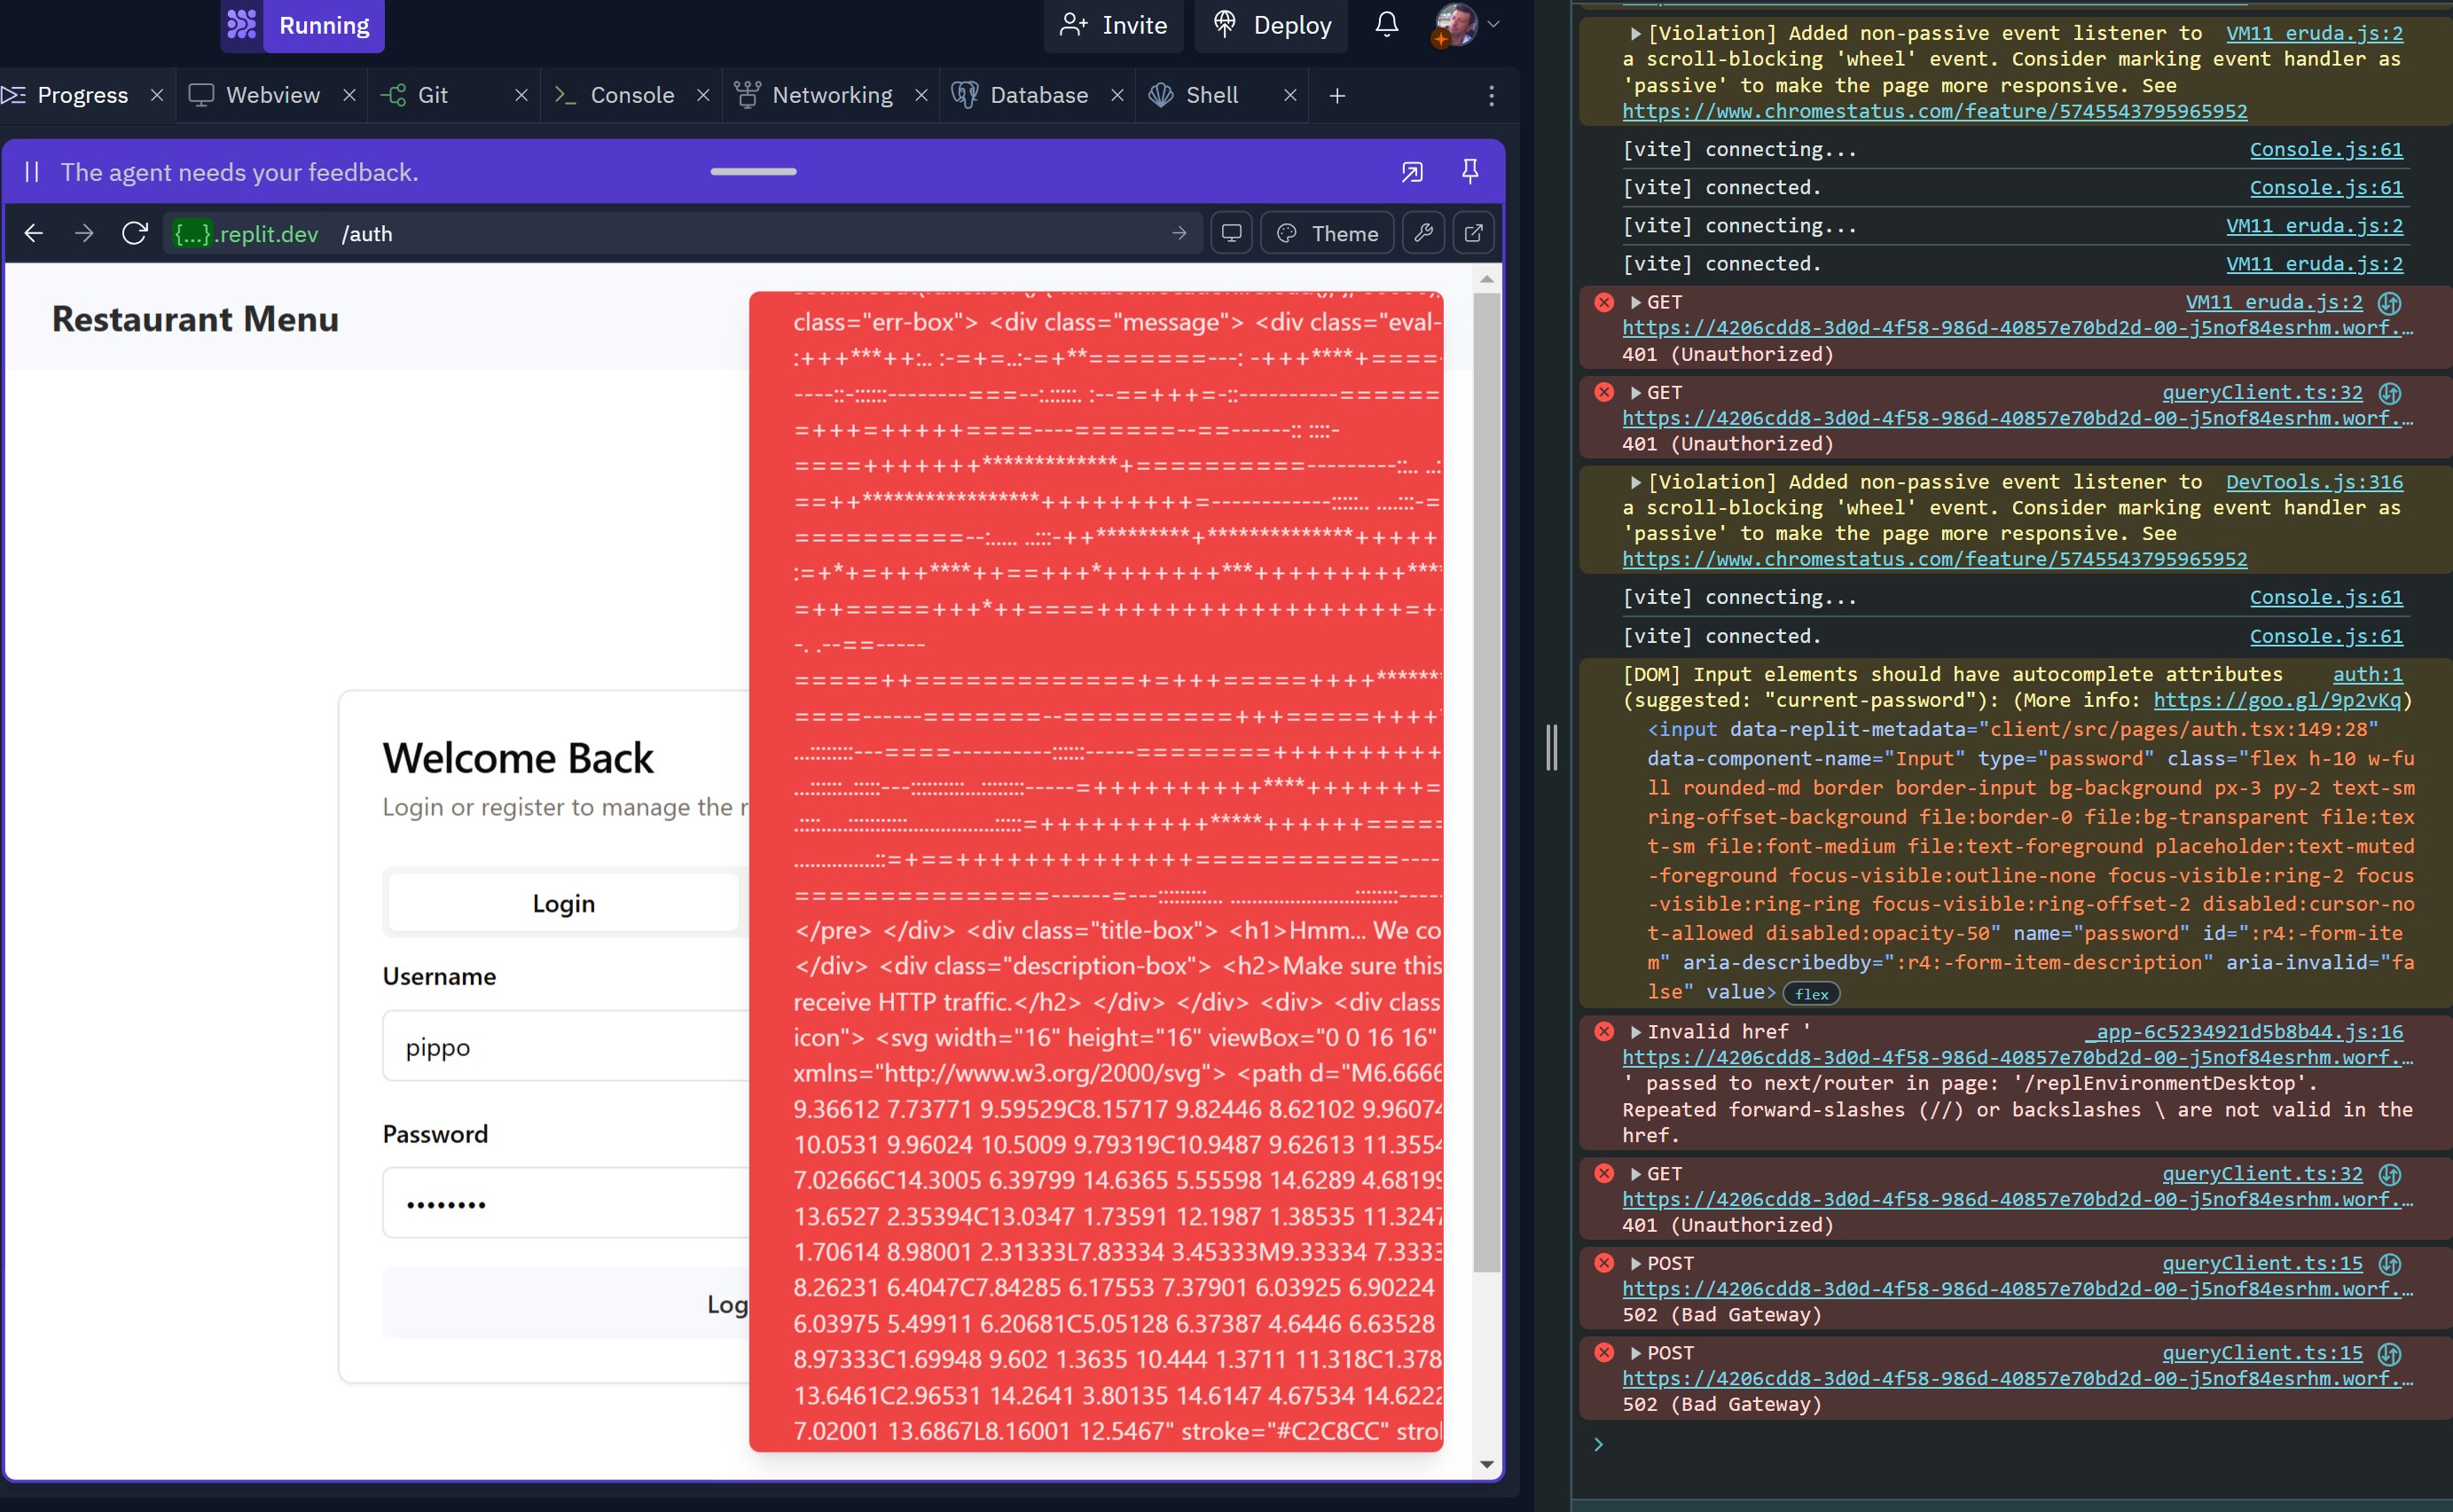 Running
Invite
Deploy
Progress
Webview
Git
Console
Networking
Database
Shell
The agent needs your feedback.
{...}.replit.dev /auth
Theme
Restaurant Menu
Welcome Back
Login or register to manage the r
Login
Username
pippo
Password
••••••••
Log
class="err-box"> <div class="message"> <div class="eval-
</pre> </div> <div class="title-box"> <h1>Hmm... We co
</div> <div class="description-box"> <h2>Make sure this
receive HTTP traffic.</h2> </div> </div> <div> <div class
icon"> <svg width="16" height="16" viewBox="0 0 16 16"
xmlns="http://www.w3.org/2000/svg"> <path d="M6.6666
9.36612 7.73771 9.59529C8.15717 9.82446 8.62102 9.96074
10.0531 9.96024 10.5009 9.79319C10.9487 9.62613 11.3554
7.02666C14.3005 6.39799 14.6365 5.55598 14.6289 4.68199
13.6527 2.35394C13.0347 1.73591 12.1987 1.38535 11.3247
1.70614 8.98001 2.31333L7.83334 3.45333M9.33334 7.3333
8.26231 6.4047C7.84285 6.17553 7.37901 6.03925 6.90224
6.03975 5.49911 6.20681C5.05128 6.37387 4.6446 6.63528
8.97333C1.69948 9.602 1.3635 10.444 1.3711 11.318C1.378
13.6461C2.96531 14.2641 3.80135 14.6147 4.67534 14.6222
7.02001 13.6867L8.16001 12.5467" stroke="#C2C8CC" strol
[Violation] Added non-passive event listener to VM11 eruda.js:2
a scroll-blocking 'wheel' event. Consider marking event handler as
'passive' to make the page more responsive. See
https://www.chromestatus.com/feature/5745543795965952
[vite] connecting... Console.js:61
[vite] connected. Console.js:61
[vite] connecting... VM11 eruda.js:2
[vite] connected. VM11 eruda.js:2
GET VM11 eruda.js:2
https://4206cdd8-3d0d-4f58-986d-40857e70bd2d-00-j5nof84esrhm.worf.…
401 (Unauthorized)
GET queryClient.ts:32
https://4206cdd8-3d0d-4f58-986d-40857e70bd2d-00-j5nof84esrhm.worf.…
401 (Unauthorized)
[Violation] Added non-passive event listener to DevTools.js:316
a scroll-blocking 'wheel' event. Consider marking event handler as
'passive' to make the page more responsive. See
https://www.chromestatus.com/feature/5745543795965952
[vite] connecting... Console.js:61
[vite] connected. Console.js:61
[DOM] Input elements should have autocomplete attributes auth:1
(suggested: "current-password"): (More info: https://goo.gl/9p2vKq)
<input data-replit-metadata="client/src/pages/auth.tsx:149:28"
data-component-name="Input" type="password" class="flex h-10 w-fu
ll rounded-md border border-input bg-background px-3 py-2 text-sm
ring-offset-background file:border-0 file:bg-transparent file:tex
t-sm file:font-medium file:text-foreground placeholder:text-muted
-foreground focus-visible:outline-none focus-visible:ring-2 focus
-visible:ring-ring focus-visible:ring-offset-2 disabled:cursor-no
t-allowed disabled:opacity-50" name="password" id=":r4:-form-ite
m" aria-describedby=":r4:-form-item-description" aria-invalid="fa
lse" value> flex
Invalid href ' _app-6c5234921d5b8b44.js:16
https://4206cdd8-3d0d-4f58-986d-40857e70bd2d-00-j5nof84esrhm.worf.…
' passed to next/router in page: '/replEnvironmentDesktop'.
Repeated forward-slashes (//) or backslashes \ are not valid in the
href.
GET queryClient.ts:32
https://4206cdd8-3d0d-4f58-986d-40857e70bd2d-00-j5nof84esrhm.worf.…
401 (Unauthorized)
POST queryClient.ts:15
https://4206cdd8-3d0d-4f58-986d-40857e70bd2d-00-j5nof84esrhm.worf.…
502 (Bad Gateway)
POST queryClient.ts:15
https://4206cdd8-3d0d-4f58-986d-40857e70bd2d-00-j5nof84esrhm.worf.…
502 (Bad Gateway)